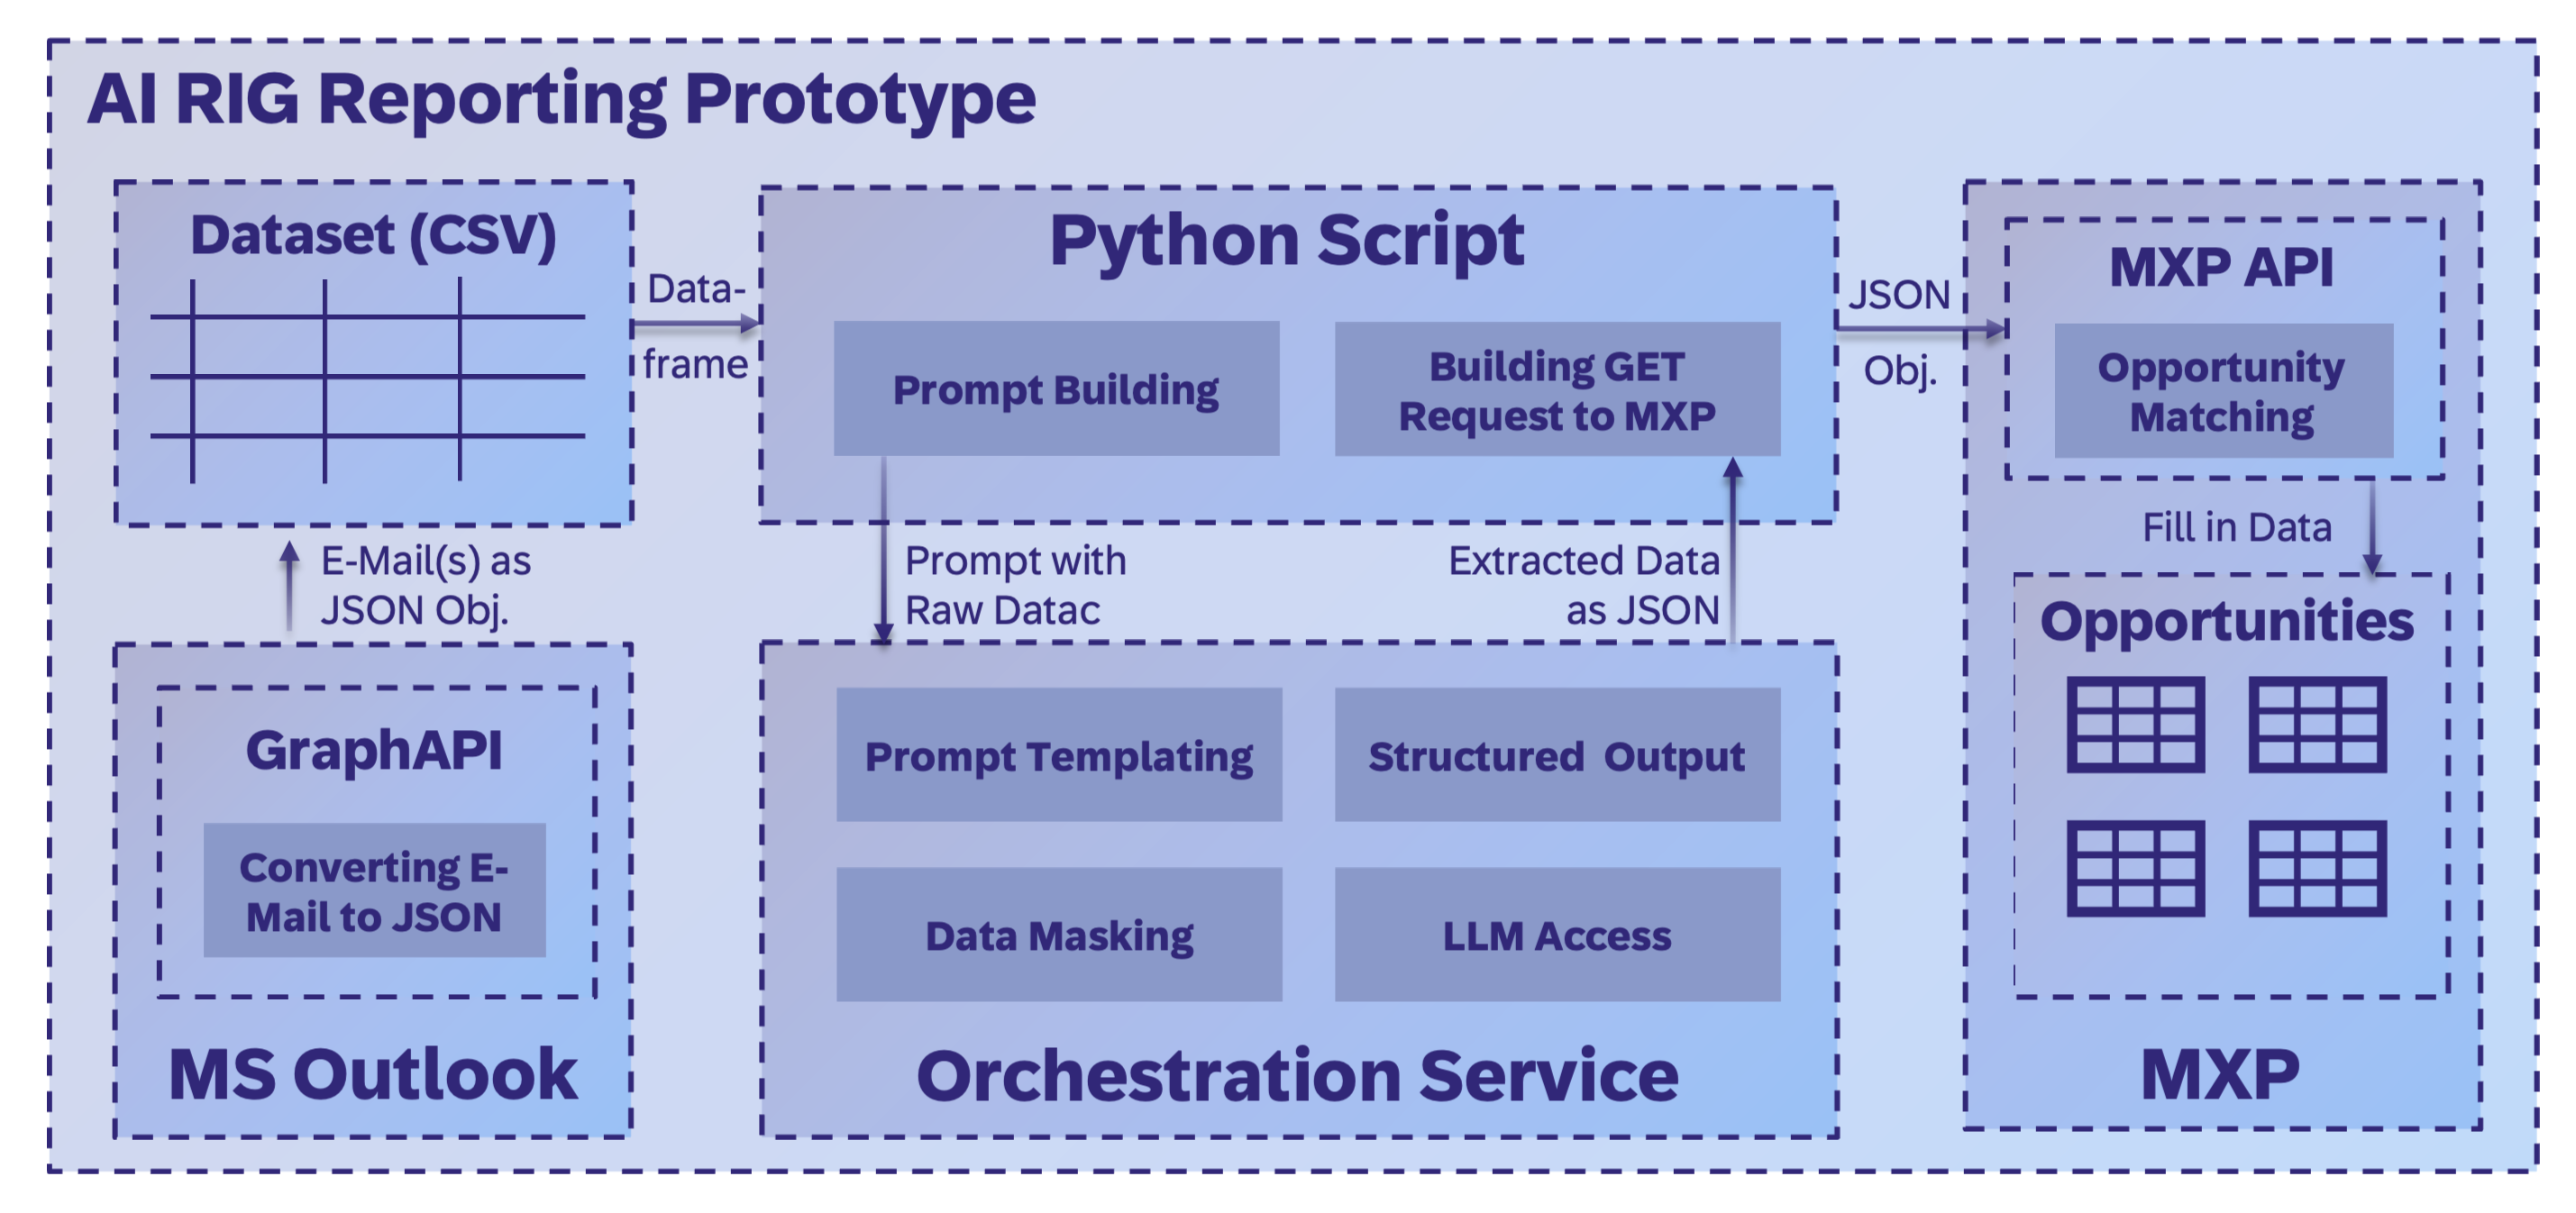 AI RIG Reporting Prototype
Dataset (CSV)
Data-
frame
Python Script
Prompt Building
Building GET
Request to MXP
JSON
Obj.
MXP API
Opportunity
Matching
E-Mail(s) as
JSON Obj.
Prompt with
Raw Datac
Extracted Data
as JSON
Fill in Data
GraphAPI
Converting E-
Mail to JSON
MS Outlook
Prompt Templating
Structured Output
Data Masking
LLM Access
Orchestration Service
Opportunities
MXP